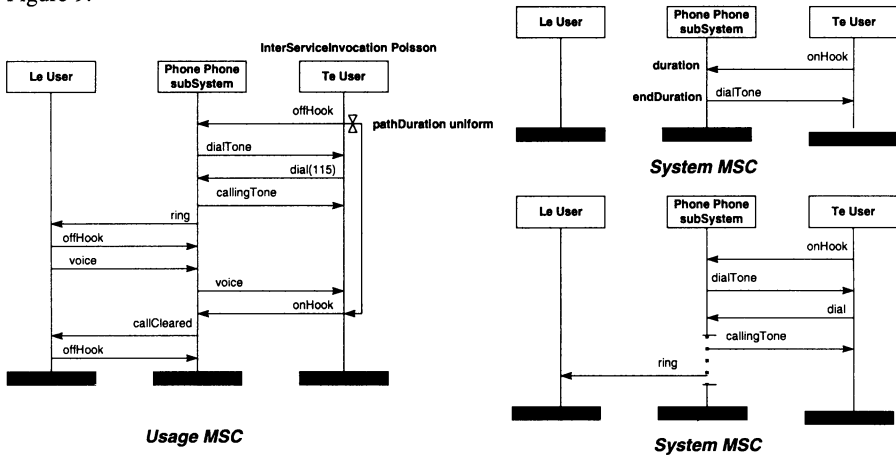 Figure 9.
InterServiceInvocation Poisson
Le User
Phone Phone
subSystem
Te User
offHook
pathDuration uniform
dialTone
dial(115)
callingTone
ring
offHook
voice
voice
onHook
callCleared
offHook
Usage MSC
Le User
Phone Phone
subSystem
Te User
duration
onHook
endDuration
dialTone
System MSC
Le User
Phone Phone
subSystem
Te User
onHook
dialTone
dial
callingTone
ring
System MSC